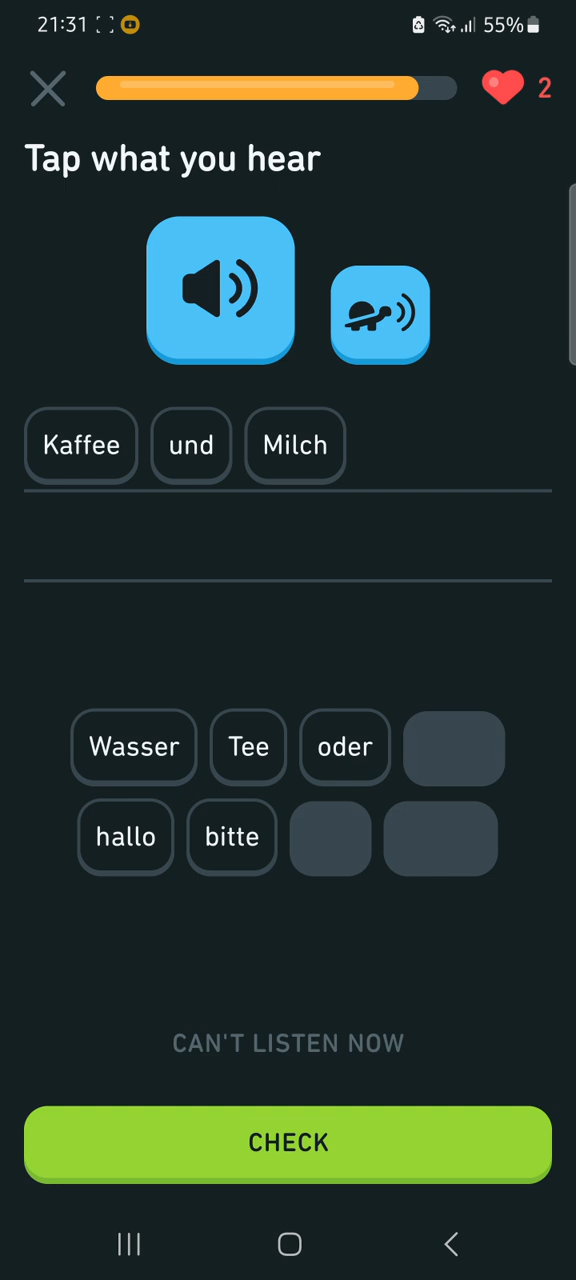 21:31 55%
2
Tap what you hear
Kaffee und Milch
Wasser Tee oder
hallo bitte
CAN'T LISTEN NOW
CHECK